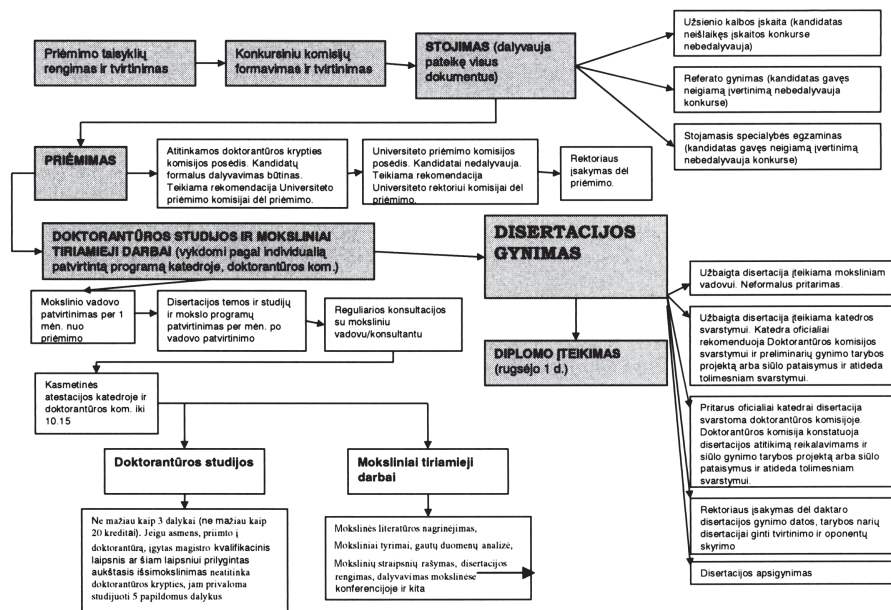 Priėmimo taisyklių
rengimas ir tvirtinimas
Konkursiniu komisijų
formavimas ir tvirtinimas
STOJIMAS (dalyvauja
pateikę visus
dokumentus)
Užsienio kalbos įskaita (kandidatas
neišlaikęs įskaitos konkurse
nebedalyvauja)
Referato gynimas (kandidatas gavęs
neigiamą įvertinimą nebedalyvauja
konkurse)
Stojamasis specialybės egzaminas
(kandidatas gavęs neigiamą įvertinimą
nebedalyvauja konkurse)
PRIĖMIMAS
Atitinkamos doktorantūros krypties
komisijos posėdis. Kandidatų
formalus dalyvavimas būtinas.
Teikiama rekomendacija Universiteto
priėmimo komisijai dėl priėmimo.
Universiteto priėmimo komisijos
posėdis. Kandidatai nedalyvauja.
Teikiama rekomendacija
Universiteto rektoriui komisijai dėl
priėmimo.
Rektoriaus
įsakymas dėl
priėmimo.
DOKTORANTŪROS STUDIJOS IR MOKSLINIAI
TIRIAMIEJI DARBAI (vykdomi pagal individualią
patvirtintą programą katedroje, doktorantūros kom.)
DISERTACIJOS
GYNIMAS
Mokslinio vadovo
patvirtinimas per 1
mėn. nuo
priėmimo
Disertacijos temos ir studijų
ir mokslo programų
patvirtinimas per mėn. po
vadovo patvirtinimo
Reguliarios konsultacijos
su moksliniu
vadovu/konsultantu
DIPLOMO ĮTEIKIMAS
(rugsėjo 1 d.)
Kasmetinės
atestacijos katedroje ir
doktorantūros kom. iki
10.15
Doktorantūros studijos
Moksliniai tiriamieji
darbai
Ne mažiau kaip 3 dalykai (ne mažiau kaip
20 kreditai). Jeigu asmens, priimto į
doktorantūrą, įgytas magistro kvalifikacinis
laipsnis ar šiam laipsniui prilygintas
aukštasis išsimokslinimas neatitinka
doktorantūros krypties, jam privaloma
studijuoti 5 papildomus dalykus
Mokslinės literatūros nagrinėjimas,
Moksliniai tyrimai, gautų duomenų analizė,
Mokslinių straipsnių rašymas, disertacijos
rengimas, dalyvavimas mokslinėse
konferencijoje ir kita
Užbaigta disertacija įteikiama moksliniam
vadovui. Neformalus pritarimas.
Užbaigta disertacija įteikiama katedros
svarstymui. Katedra oficialiai
rekomenduoja Doktorantūros komisijos
svarstymui ir preliminarių gynimo tarybos
projektą arba siūlo pataisymus ir atideda
tolimesniam svarstymui.
Pritarus oficialiai katedrai disertacija
svarstoma doktorantūros komisijoje.
Doktorantūros komisija konstatuoja
disertacijos atitikimą reikalavimams ir
siūlo gynimo tarybos projektą arba siūlo
pataisymus ir atideda tolimesniam
svarstymui.
Rektoriaus įsakymas dėl daktaro
disertacijos gynimo datos, tarybos narių
disertacijai ginti tvirtinimo ir oponentų
skyrimo
Disertacijos apsigynimas